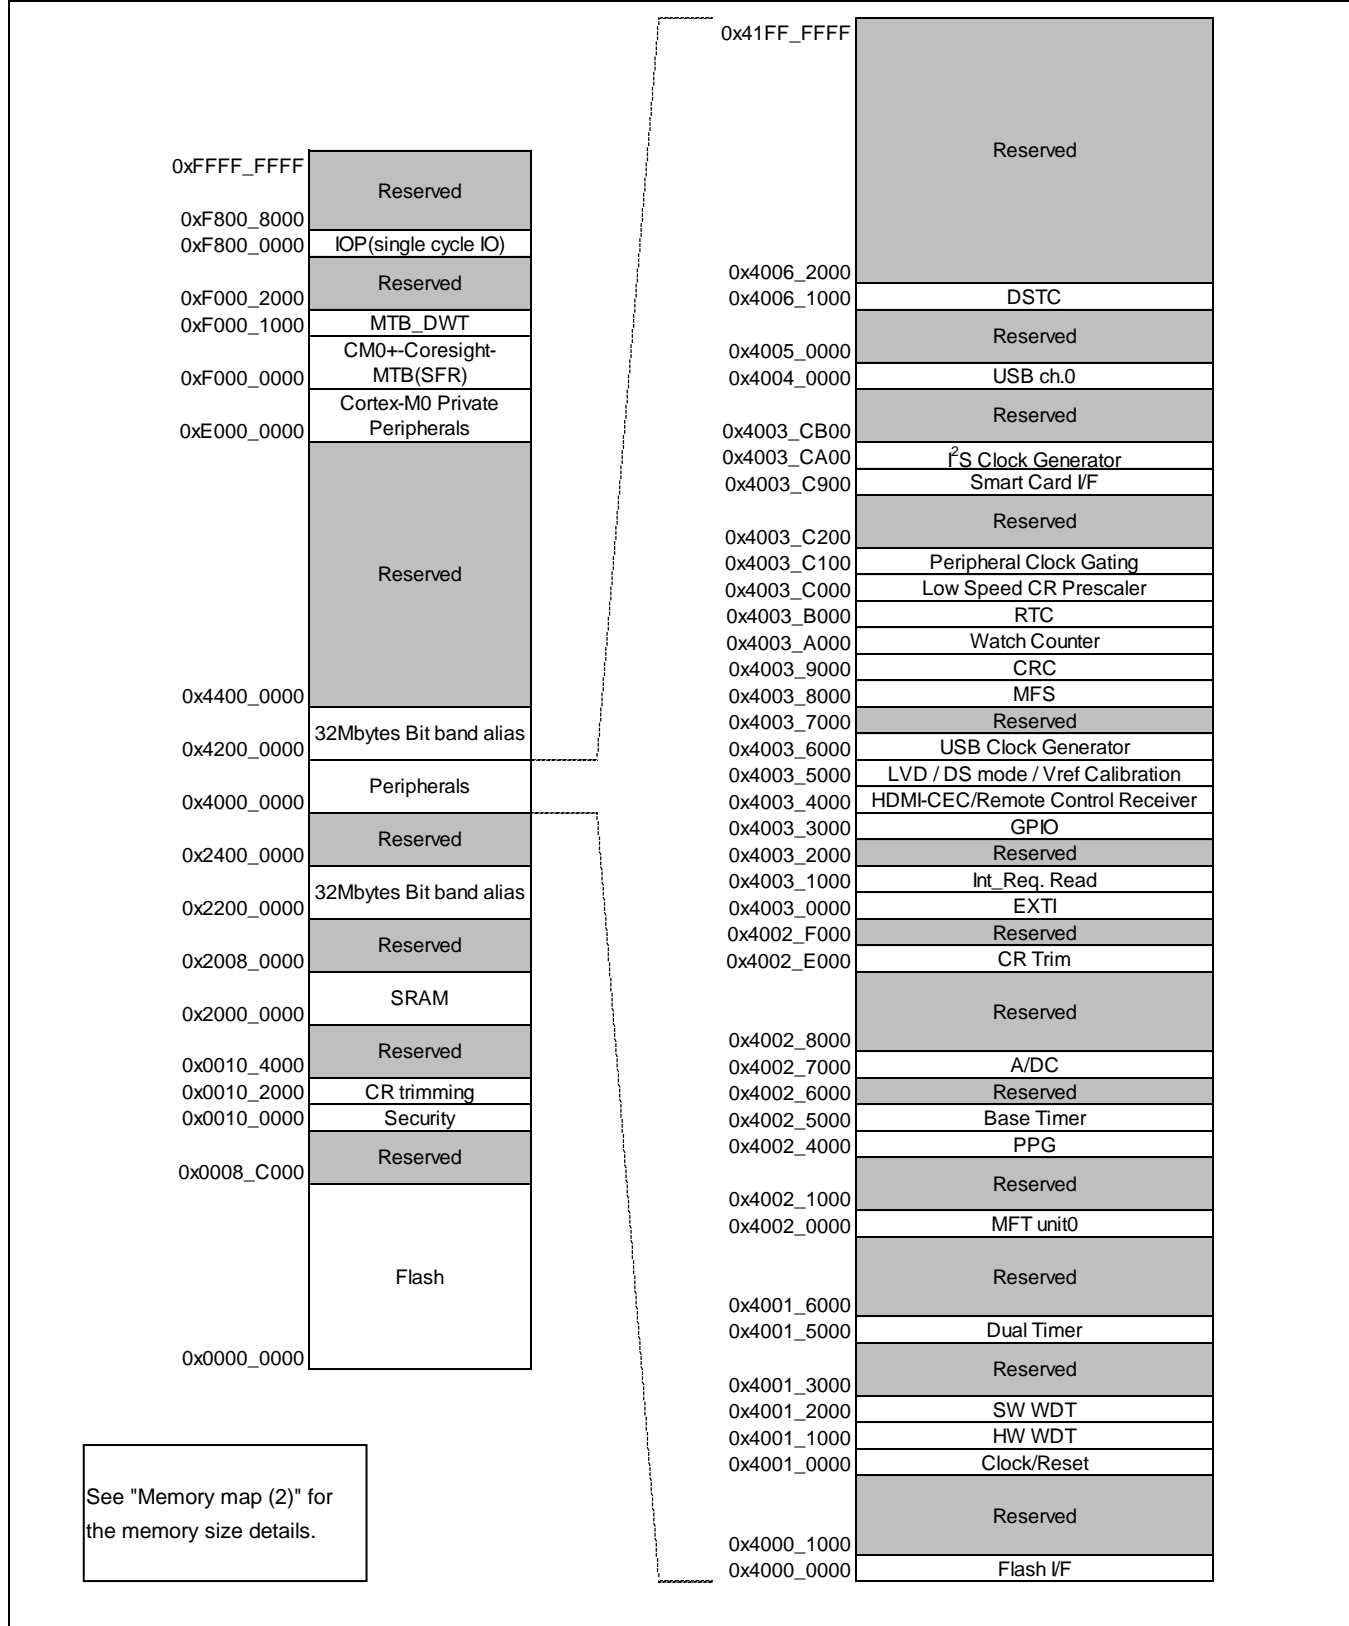 0xFFFF_FFFF
Reserved
0xF800_8000
0xF800_0000 IOP(single cycle IO)
Reserved
0xF000_2000
0xF000_1000 MTB_DWT
CM0+-Coresight-
0xF000_0000 MTB(SFR)
Cortex-M0 Private
0xE000_0000 Peripherals
Reserved
0x4400_0000
32Mbytes Bit band alias
0x4200_0000
Peripherals
0x4000_0000
Reserved
0x2400_0000
32Mbytes Bit band alias
0x2200_0000
Reserved
0x2008_0000
SRAM
0x2000_0000
Reserved
0x0010_4000
0x0010_2000 CR trimming
0x0010_0000 Security
Reserved
0x0008_C000
Flash
0x0000_0000
See "Memory map (2)" for
the memory size details.
0x41FF_FFFF
Reserved
0x4006_2000
0x4006_1000 DSTC
Reserved
0x4005_0000
0x4004_0000 USB ch.0
Reserved
0x4003_CB00
0x4003_CA00 I²S Clock Generator
0x4003_C900 Smart Card I/F
Reserved
0x4003_C200
0x4003_C100 Peripheral Clock Gating
0x4003_C000 Low Speed CR Prescaler
0x4003_B000 RTC
0x4003_A000 Watch Counter
0x4003_9000 CRC
0x4003_8000 MFS
0x4003_7000 Reserved
0x4003_6000 USB Clock Generator
0x4003_5000 LVD / DS mode / Vref Calibration
0x4003_4000 HDMI-CEC/Remote Control Receiver
0x4003_3000 GPIO
0x4003_2000 Reserved
0x4003_1000 Int_Req. Read
0x4003_0000 EXTI
0x4002_F000 Reserved
0x4002_E000 CR Trim
Reserved
0x4002_8000
0x4002_7000 A/DC
0x4002_6000 Reserved
0x4002_5000 Base Timer
0x4002_4000 PPG
Reserved
0x4002_1000
0x4002_0000 MFT unit0
Reserved
0x4001_6000
0x4001_5000 Dual Timer
Reserved
0x4001_3000
0x4001_2000 SW WDT
0x4001_1000 HW WDT
0x4001_0000 Clock/Reset
Reserved
0x4000_1000
0x4000_0000 Flash I/F